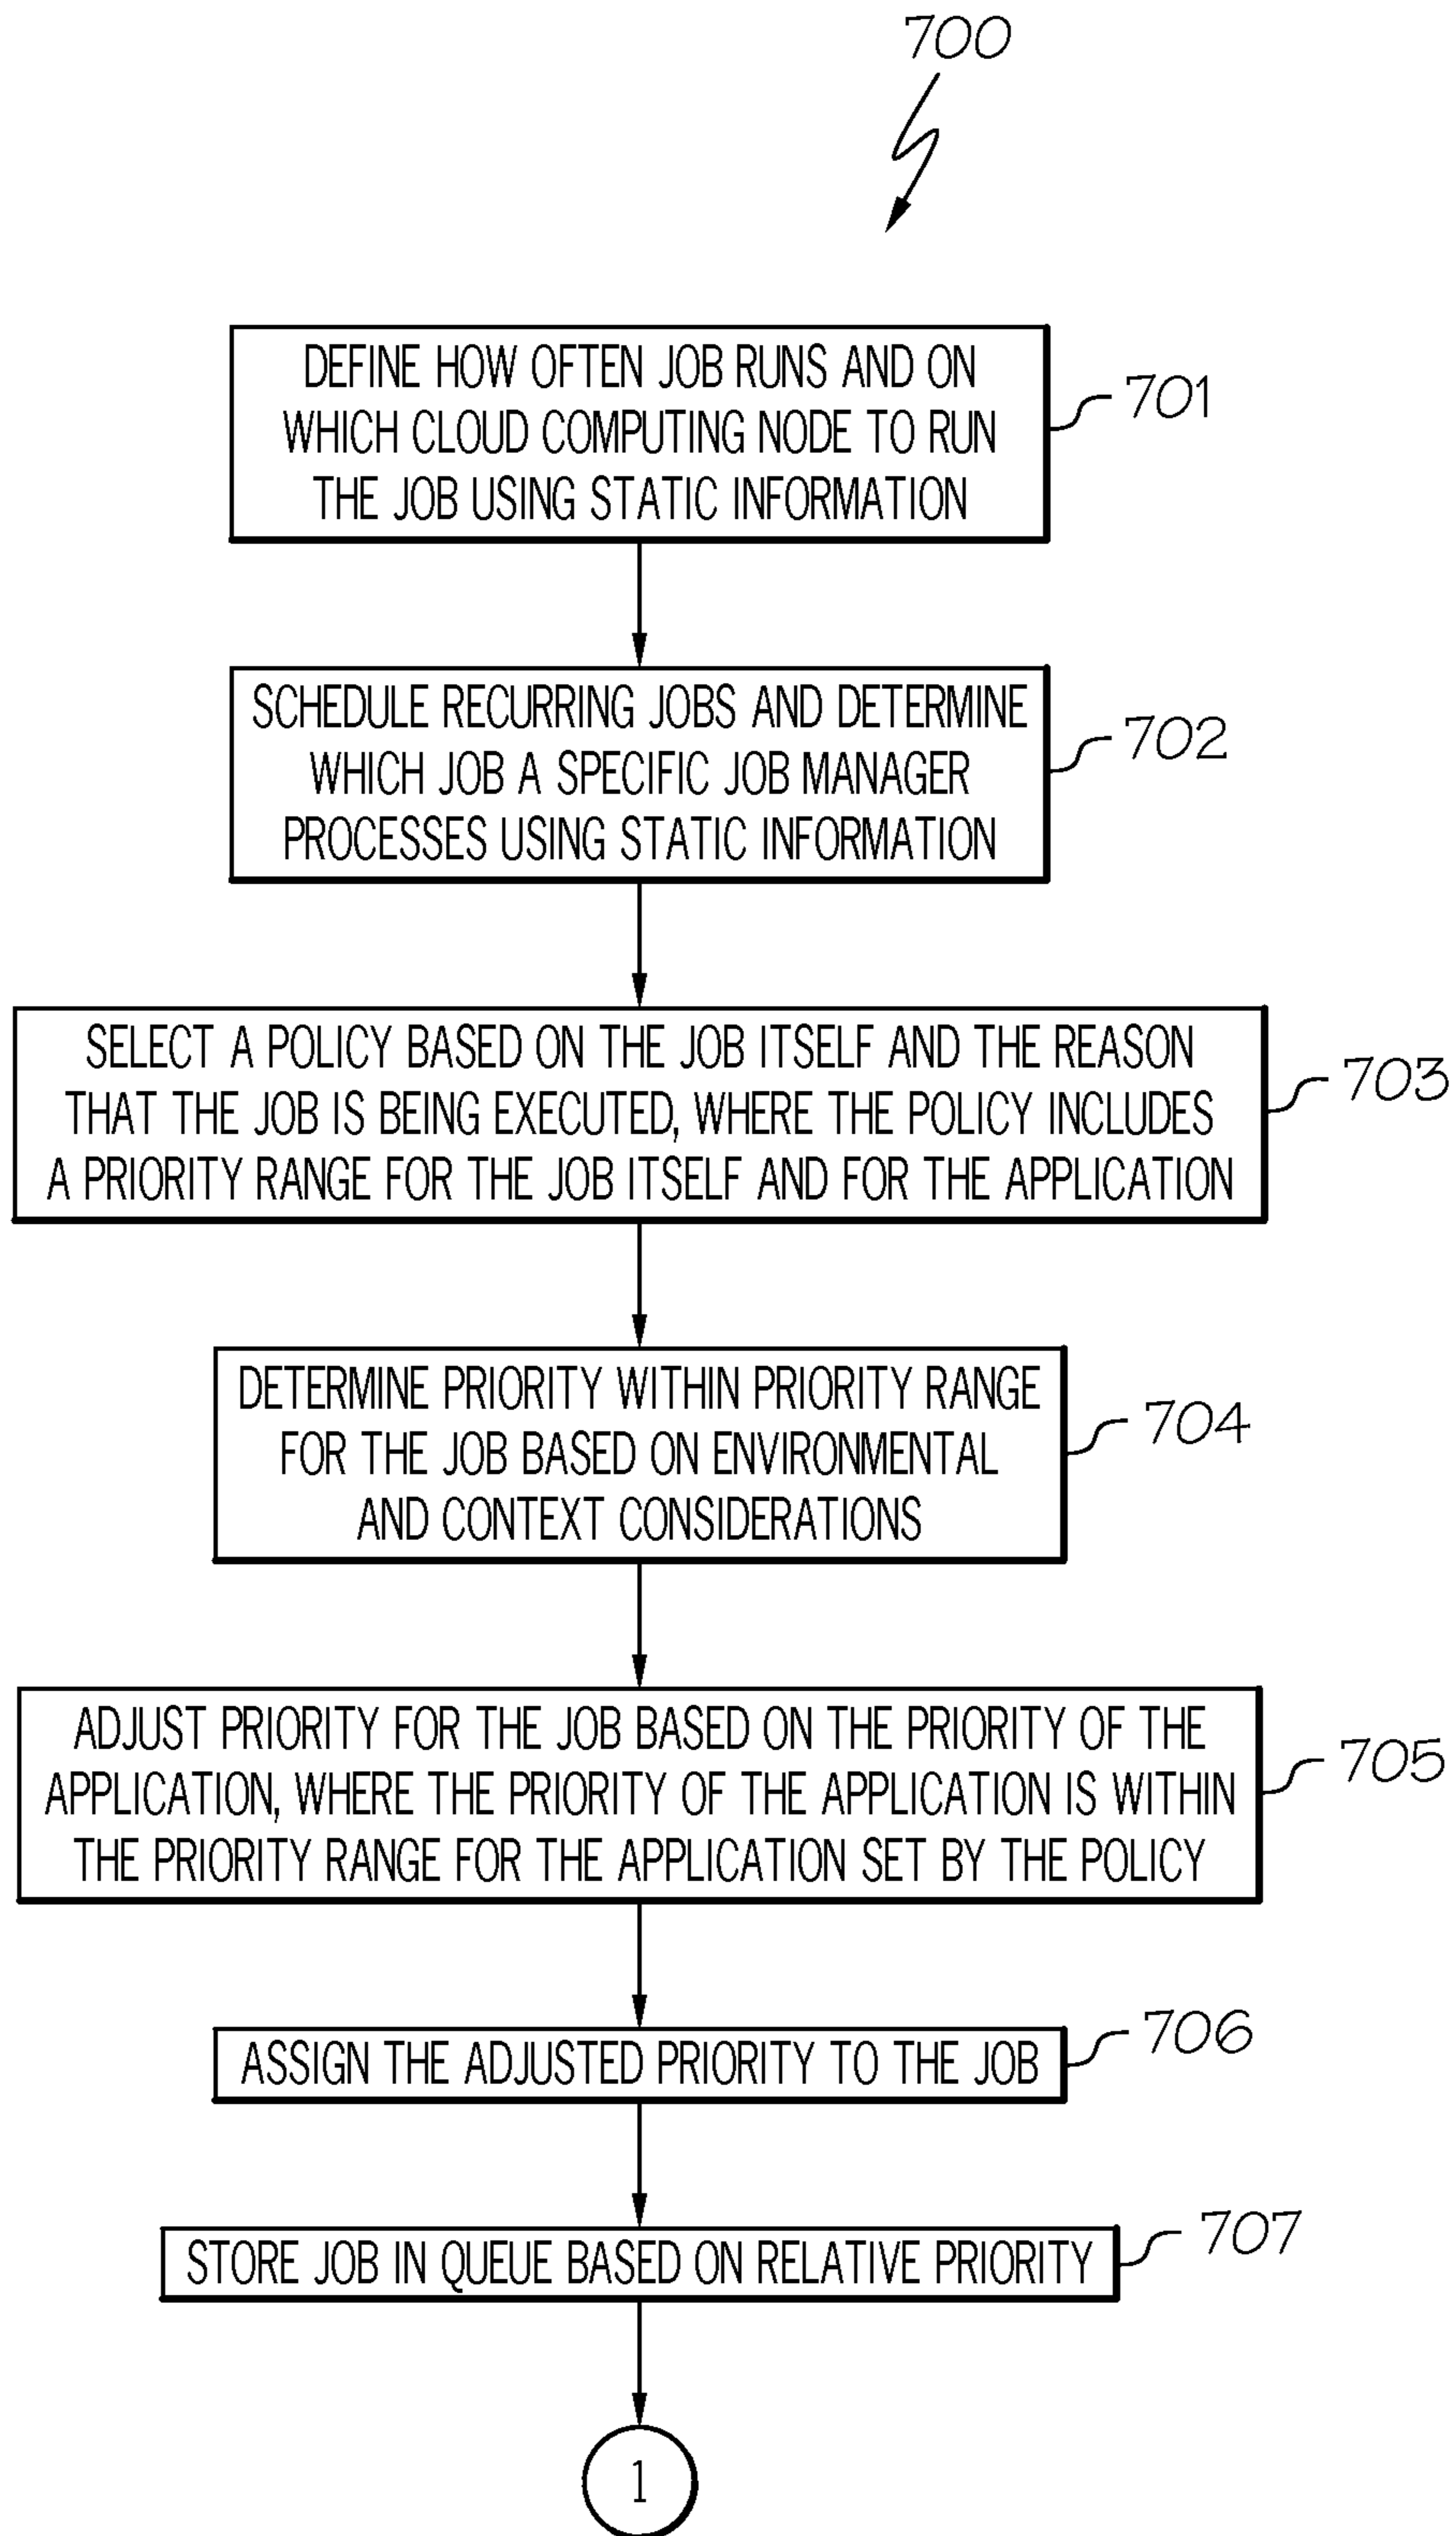 700
DEFINE HOW OFTEN JOB RUNS AND ON
WHICH CLOUD COMPUTING NODE TO RUN
THE JOB USING STATIC INFORMATION
701
SCHEDULE RECURRING JOBS AND DETERMINE
WHICH JOB A SPECIFIC JOB MANAGER
PROCESSES USING STATIC INFORMATION
702
SELECT A POLICY BASED ON THE JOB ITSELF AND THE REASON
THAT THE JOB IS BEING EXECUTED, WHERE THE POLICY INCLUDES
A PRIORITY RANGE FOR THE JOB ITSELF AND FOR THE APPLICATION
703
DETERMINE PRIORITY WITHIN PRIORITY RANGE
FOR THE JOB BASED ON ENVIRONMENTAL
AND CONTEXT CONSIDERATIONS
704
ADJUST PRIORITY FOR THE JOB BASED ON THE PRIORITY OF THE
APPLICATION, WHERE THE PRIORITY OF THE APPLICATION IS WITHIN
THE PRIORITY RANGE FOR THE APPLICATION SET BY THE POLICY
705
ASSIGN THE ADJUSTED PRIORITY TO THE JOB
706
STORE JOB IN QUEUE BASED ON RELATIVE PRIORITY
707
1